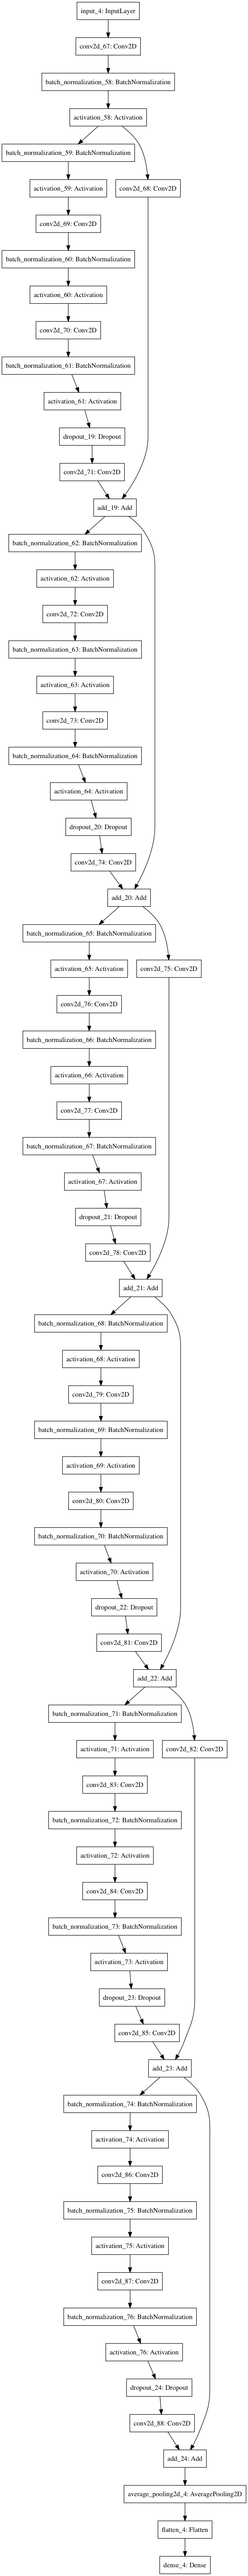 input_4: InputLayer
conv2d_67: Conv2D
batch_normalization_58: BatchNormalization
activation_58: Activation
batch_normalization_59: BatchNormalization
activation_59: Activation
conv2d_68: Conv2D
conv2d_69: Conv2D
batch_normalization_60: BatchNormalization
activation_60: Activation
conv2d_70: Conv2D
batch_normalization_61: BatchNormalization
activation_61: Activation
dropout_19: Dropout
conv2d_71: Conv2D
add_19: Add
batch_normalization_62: BatchNormalization
activation_62: Activation
conv2d_72: Conv2D
batch_normalization_63: BatchNormalization
activation_63: Activation
conv2d_73: Conv2D
batch_normalization_64: BatchNormalization
activation_64: Activation
dropout_20: Dropout
conv2d_74: Conv2D
add_20: Add
batch_normalization_65: BatchNormalization
activation_65: Activation
conv2d_75: Conv2D
conv2d_76: Conv2D
batch_normalization_66: BatchNormalization
activation_66: Activation
conv2d_77: Conv2D
batch_normalization_67: BatchNormalization
activation_67: Activation
dropout_21: Dropout
conv2d_78: Conv2D
add_21: Add
batch_normalization_68: BatchNormalization
activation_68: Activation
conv2d_79: Conv2D
batch_normalization_69: BatchNormalization
activation_69: Activation
conv2d_80: Conv2D
batch_normalization_70: BatchNormalization
activation_70: Activation
dropout_22: Dropout
conv2d_81: Conv2D
add_22: Add
batch_normalization_71: BatchNormalization
activation_71: Activation
conv2d_82: Conv2D
conv2d_83: Conv2D
batch_normalization_72: BatchNormalization
activation_72: Activation
conv2d_84: Conv2D
batch_normalization_73: BatchNormalization
activation_73: Activation
dropout_23: Dropout
conv2d_85: Conv2D
add_23: Add
batch_normalization_74: BatchNormalization
activation_74: Activation
conv2d_86: Conv2D
batch_normalization_75: BatchNormalization
activation_75: Activation
conv2d_87: Conv2D
batch_normalization_76: BatchNormalization
activation_76: Activation
dropout_24: Dropout
conv2d_88: Conv2D
add_24: Add
average_pooling2d_4: AveragePooling2D
flatten_4: Flatten
dense_4: Dense